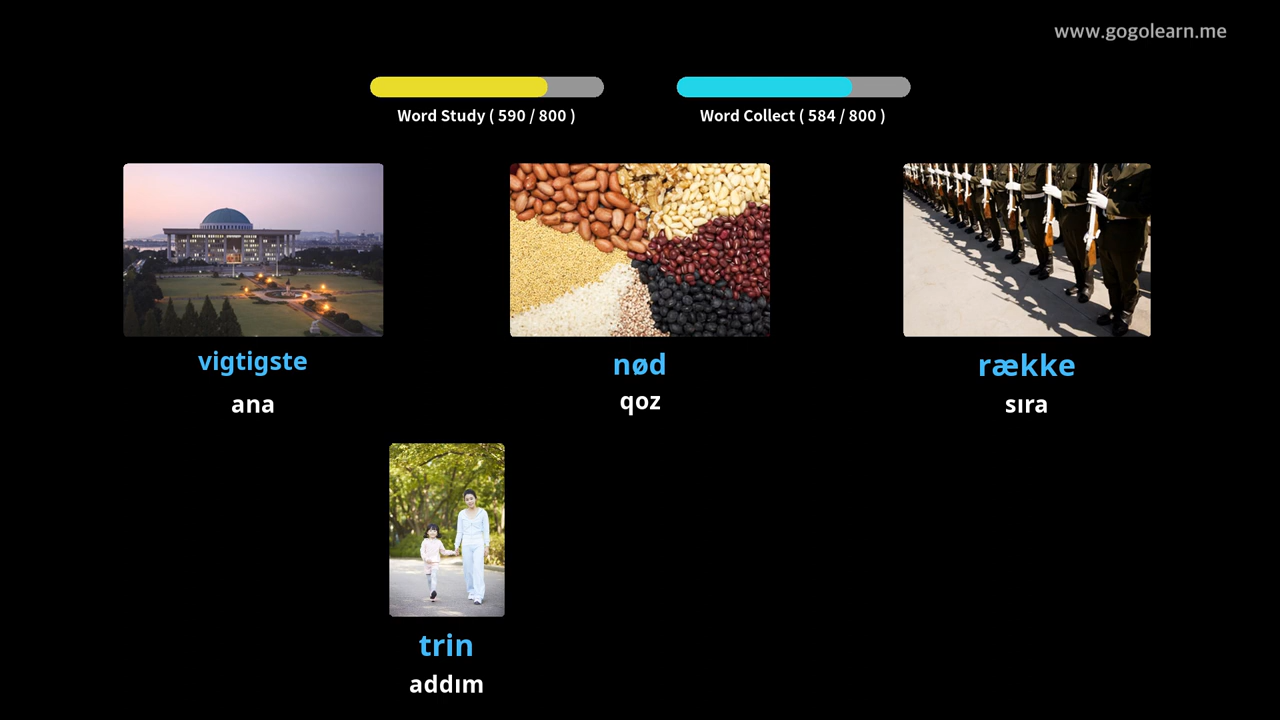 www.gogolearn.me
Word Study ( 590 / 800 )
Word Collect ( 584 / 800 )
vigtigste
ana
nød
qoz
række
sıra
trin
addım